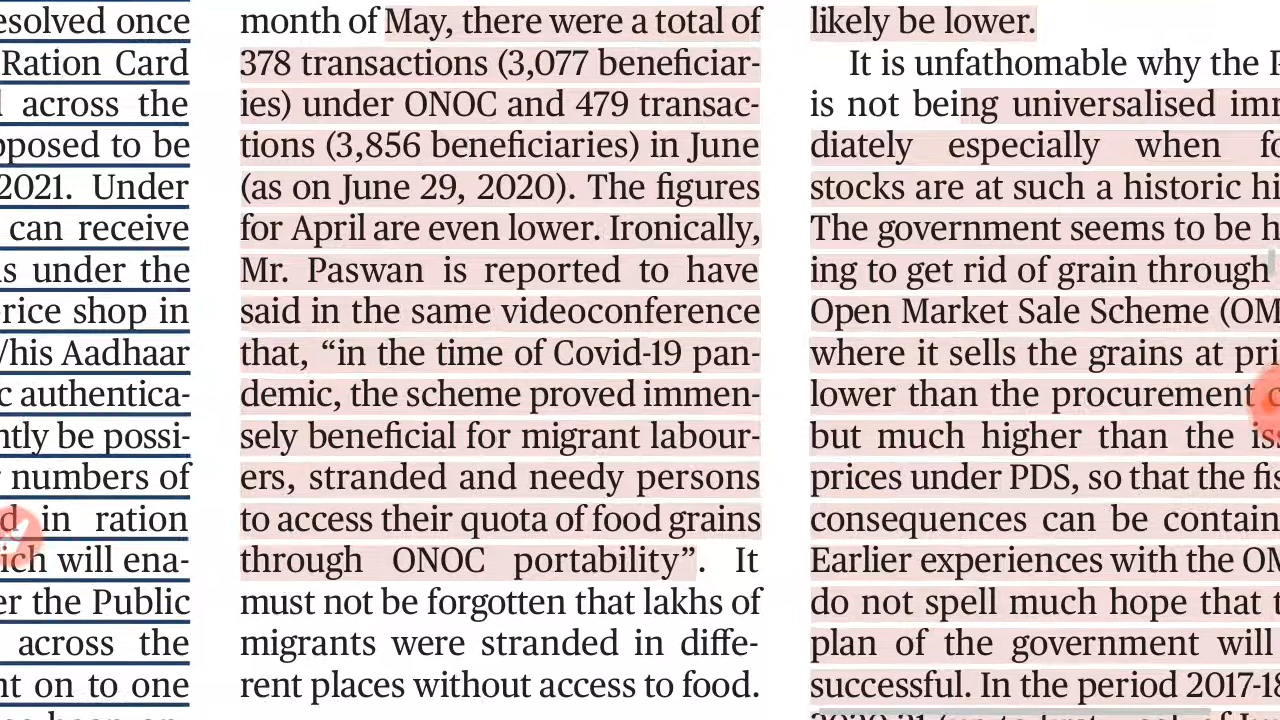 esolved once
Ration Card
across the
posed to be
2021. Under
can receive
under the
rice shop in
/his Aadhaar
authentica-
ntly be possi-
numbers of
in ration
ich will ena-
er the Public
across the
on to one
month of May, there were a total of
378 transactions (3,077 beneficiar-
ies) under ONOC and 479 transac-
tions (3,856 beneficiaries) in June
(as on June 29, 2020). The figures
for April are even lower. Ironically,
Mr. Paswan is reported to have
said in the same videoconference
that, “in the time of Covid-19 pan-
demic, the scheme proved immen-
sely beneficial for migrant labour-
ers, stranded and needy persons
to access their quota of food grains
through ONOC portability”. It
must not be forgotten that lakhs of
migrants were stranded in diffe-
rent places without access to food.
likely be lower.
It is unfathomable why the
is not being universalised imm
diately especially when fo
stocks are at such a historic hi
The government seems to be h
ing to get rid of grain through
Open Market Sale Scheme (OM
where it sells the grains at pri
lower than the procurement
but much higher than the iss
prices under PDS, so that the fis
consequences can be contain
Earlier experiences with the OM
do not spell much hope that t
plan of the government will
successful. In the period 2017-18